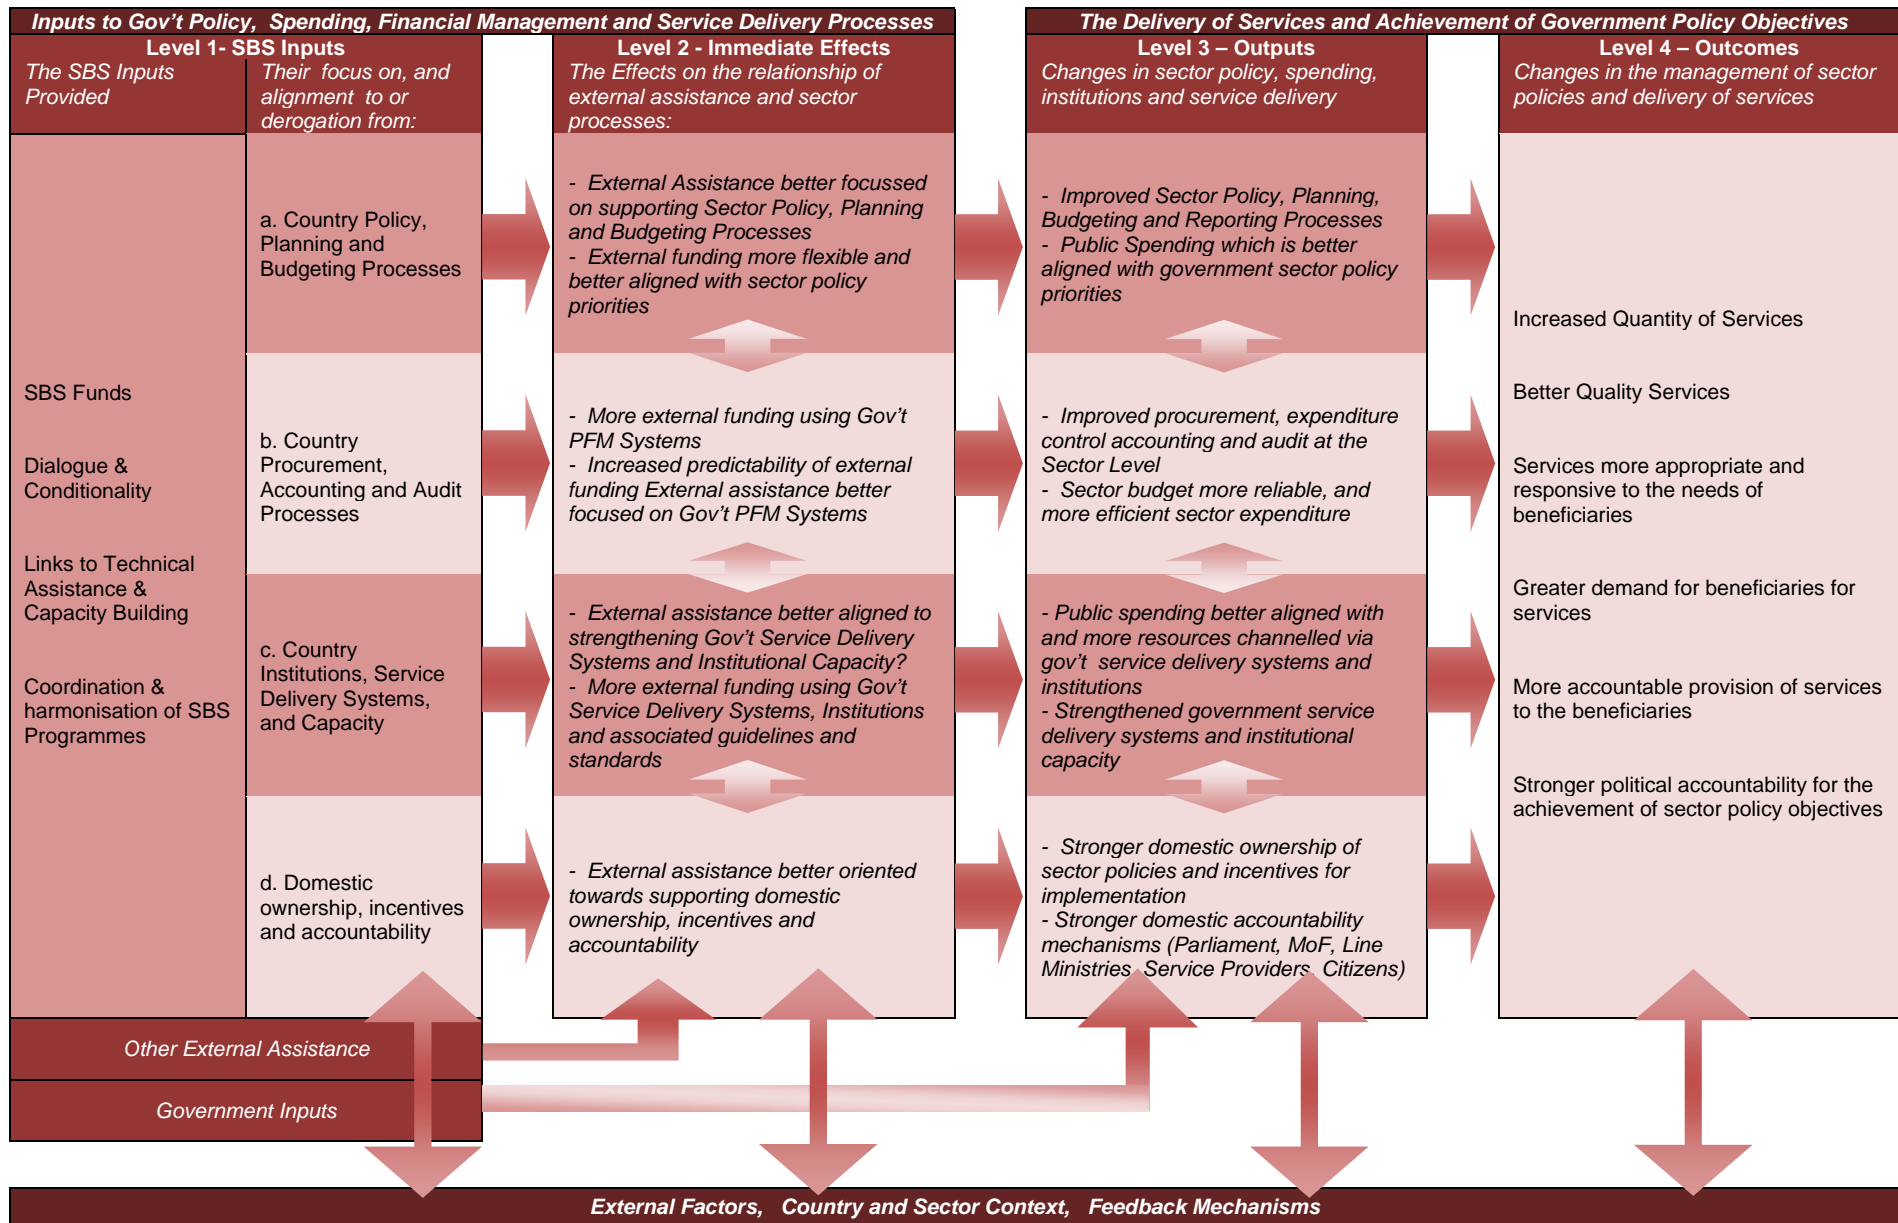 Inputs to Gov't Policy, Spending, Financial Management and Service Delivery Processes
The Delivery of Services and Achievement of Government Policy Objectives
Level 1- SBS Inputs
The SBS Inputs
Provided
Their focus on, and
alignment to or
derogation from:
Level 2 - Immediate Effects
The Effects on the relationship of
external assistance and sector
processes:
Level 3 – Outputs
Changes in sector policy, spending,
institutions and service delivery
Level 4 – Outcomes
Changes in the management of sector
policies and delivery of services
SBS Funds
Dialogue &
Conditionality
Links to Technical
Assistance &
Capacity Building
Coordination &
harmonisation of SBS
Programmes
a. Country Policy,
Planning and
Budgeting Processes
- External Assistance better focussed
on supporting Sector Policy, Planning
and Budgeting Processes
- External funding more flexible and
better aligned with sector policy
priorities
- Improved Sector Policy, Planning,
Budgeting and Reporting Processes
- Public Spending which is better
aligned with government sector policy
priorities
b. Country
Procurement,
Accounting and Audit
Processes
- More external funding using Gov't
PFM Systems
- Increased predictability of external
funding External assistance better
focused on Gov't PFM Systems
- Improved procurement, expenditure
control accounting and audit at the
Sector Level
- Sector budget more reliable, and
more efficient sector expenditure
c. Country
Institutions, Service
Delivery Systems,
and Capacity
- External assistance better aligned to
strengthening Gov't Service Delivery
Systems and Institutional Capacity?
- More external funding using Gov't
Service Delivery Systems, Institutions
and associated guidelines and
standards
- Public spending better aligned with
and more resources channelled via
gov't service delivery systems and
institutions
- Strengthened government service
delivery systems and institutional
capacity
d. Domestic
ownership, incentives
and accountability
- External assistance better oriented
towards supporting domestic
ownership, incentives and
accountability
- Stronger domestic ownership of
sector policies and incentives for
implementation
- Stronger domestic accountability
mechanisms (Parliament, MoF, Line
Ministries, Service Providers, Citizens)
Increased Quantity of Services
Better Quality Services
Services more appropriate and
responsive to the needs of
beneficiaries
Greater demand for beneficiaries for
services
More accountable provision of services
to the beneficiaries
Stronger political accountability for the
achievement of sector policy objectives
Other External Assistance
Government Inputs
External Factors, Country and Sector Context, Feedback Mechanisms